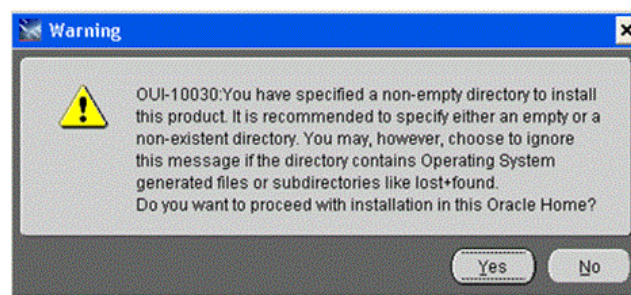 Warning
OUI-10030:You have specified a non-empty directory to install
this product. It is recommended to specify either an empty or a
non-existent directory. You may, however, choose to ignore
this message if the directory contains Operating System
generated files or subdirectories like lost+found.
Do you want to proceed with installation in this Oracle Home?
Yes
No